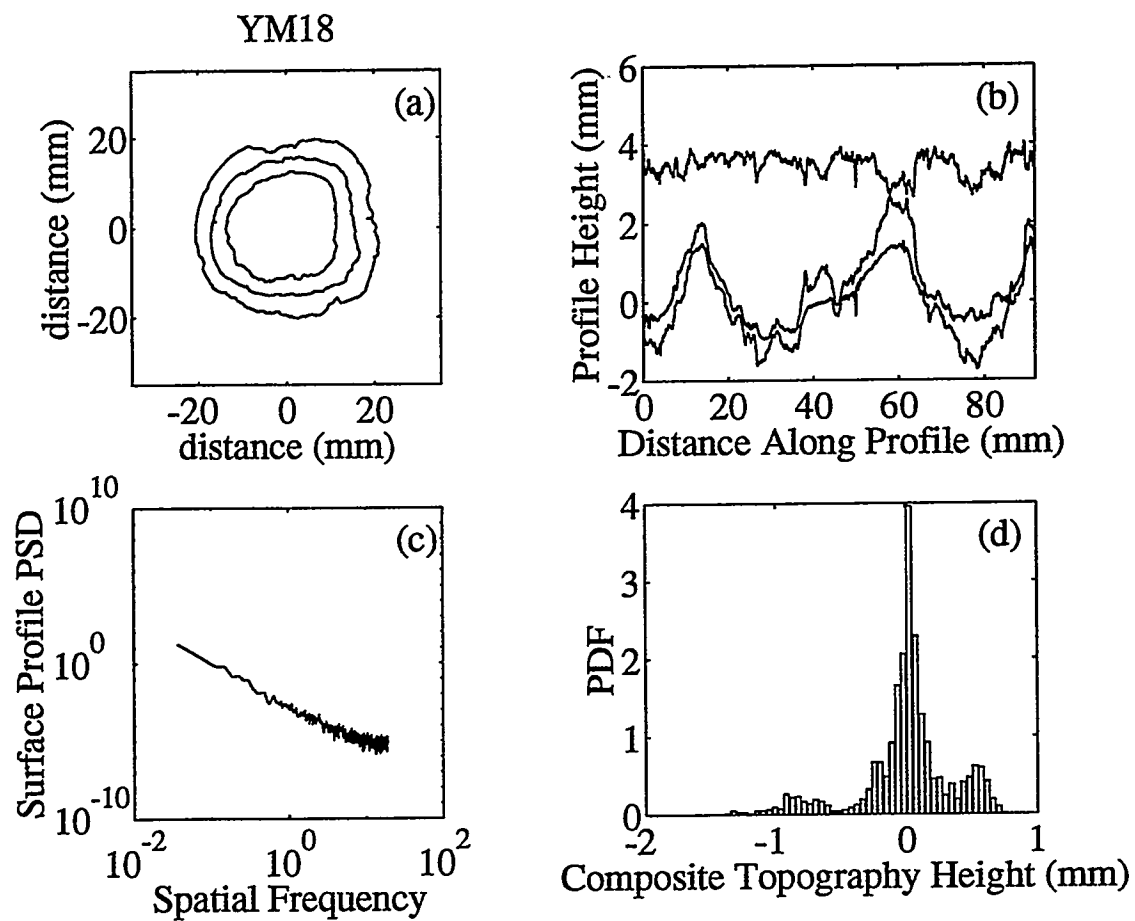 YM18
(a)
20
0
-20
distance (mm)
-20 0 20
distance (mm)
(b)
6
4
2
0
-2
Profile Height (mm)
0 20 40 60 80
Distance Along Profile (mm)
(c)
10^10
10^0
10^-10
Surface Profile PSD
10^-2 10^0 10^2
Spatial Frequency
(d)
4
3
2
1
0
PDF
-2 -1 0 1
Composite Topography Height (mm)